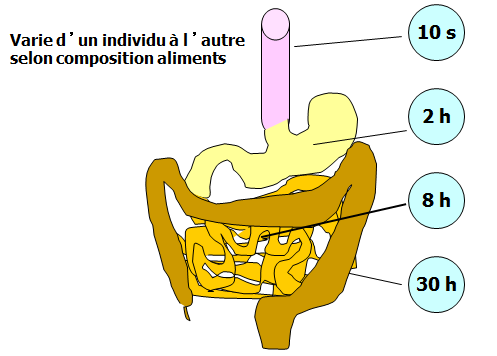 Varie d’un individu à l’autre
selon composition aliments
10 s
2 h
8 h
30 h